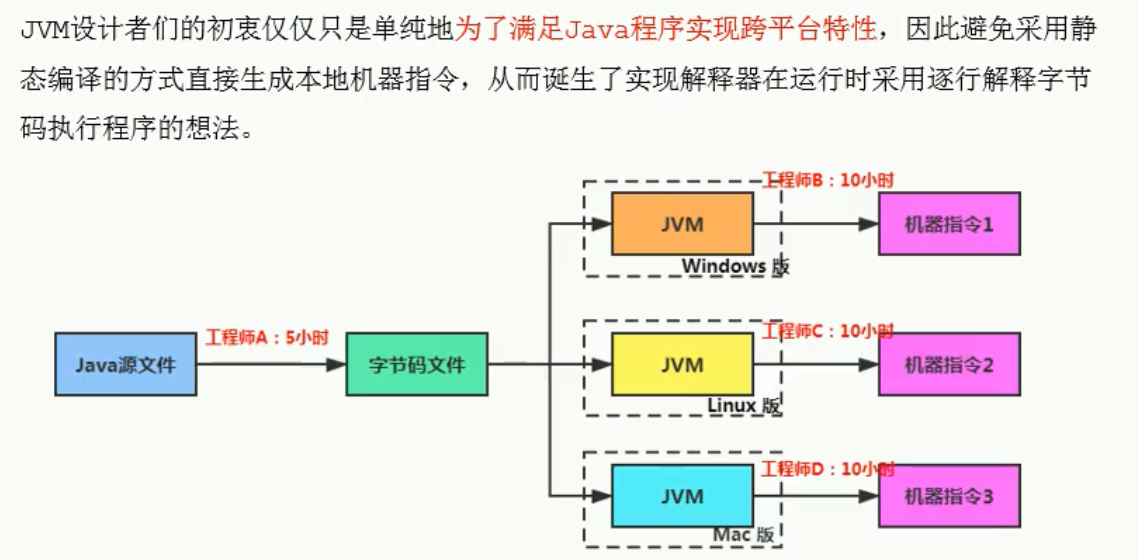 JVM设计者们的初衷仅仅只是单纯地为了满足Java程序实现跨平台特性，因此避免采用静
态编译的方式直接生成本地机器指令，从而诞生了实现解释器在运行时采用逐行解释字节
码执行程序的想法。
工程师B：10小时
JVM
机器指令1
Windows 版
工程师A：5小时
工程师C：10小时
Java源文件
字节码文件
JVM
机器指令2
Linux 版
工程师D：10小时
JVM
机器指令3
Mac 版